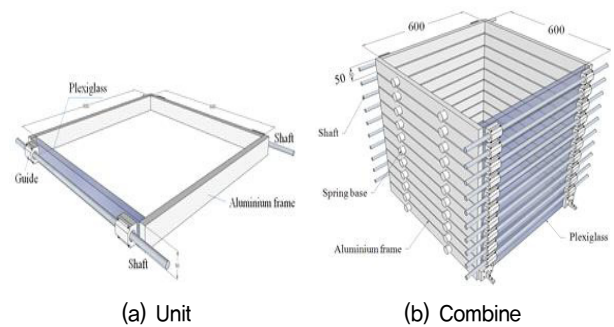 Plexiglass
Shaft
Guide
Aluminium frame
Shaft
(a) Unit
600
600
50
Shaft
Spring base
Aluminium frame
Plexiglass
(b) Combine